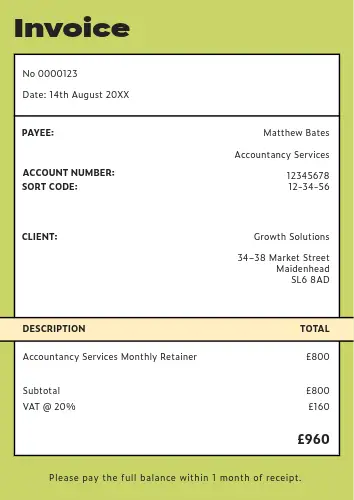 Invoice
No 0000123
Date: 14th August 20XX
PAYEE: Matthew Bates
Accountancy Services
ACCOUNT NUMBER: 12345678
SORT CODE: 12-34-56
CLIENT: Growth Solutions
34-38 Market Street
Maidenhead
SL6 8AD
DESCRIPTION TOTAL
Accountancy Services Monthly Retainer £800
Subtotal £800
VAT @ 20% £160
£960
Please pay the full balance within 1 month of receipt.